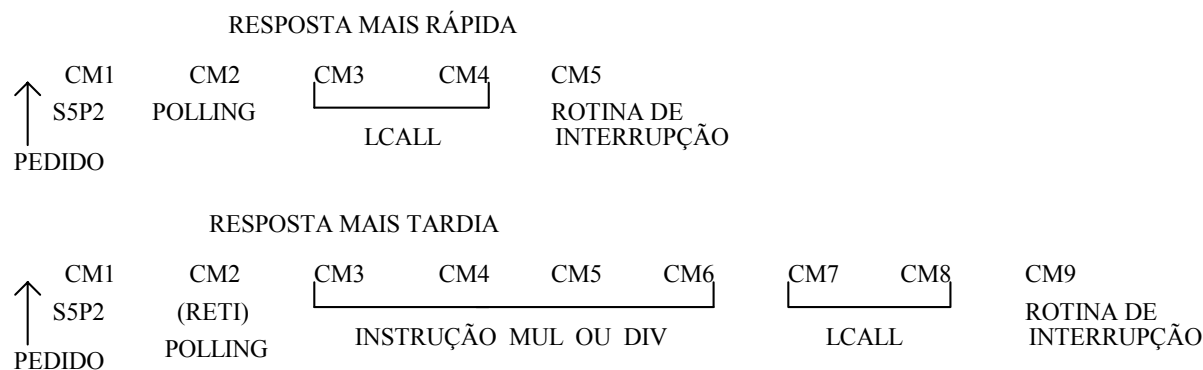 RESPOSTA MAIS RÁPIDA
CM1 CM2 CM3 CM4 CM5
S5P2 POLLING ROTINA DE
LCALL INTERRUPÇÃO
PEDIDO
RESPOSTA MAIS TARDIA
CM1 CM2 CM3 CM4 CM5 CM6 CM7 CM8 CM9
S5P2 (RETI) ROTINA DE
POLLING INSTRUÇÃO MUL OU DIV LCALL INTERRUPÇÃO
PEDIDO